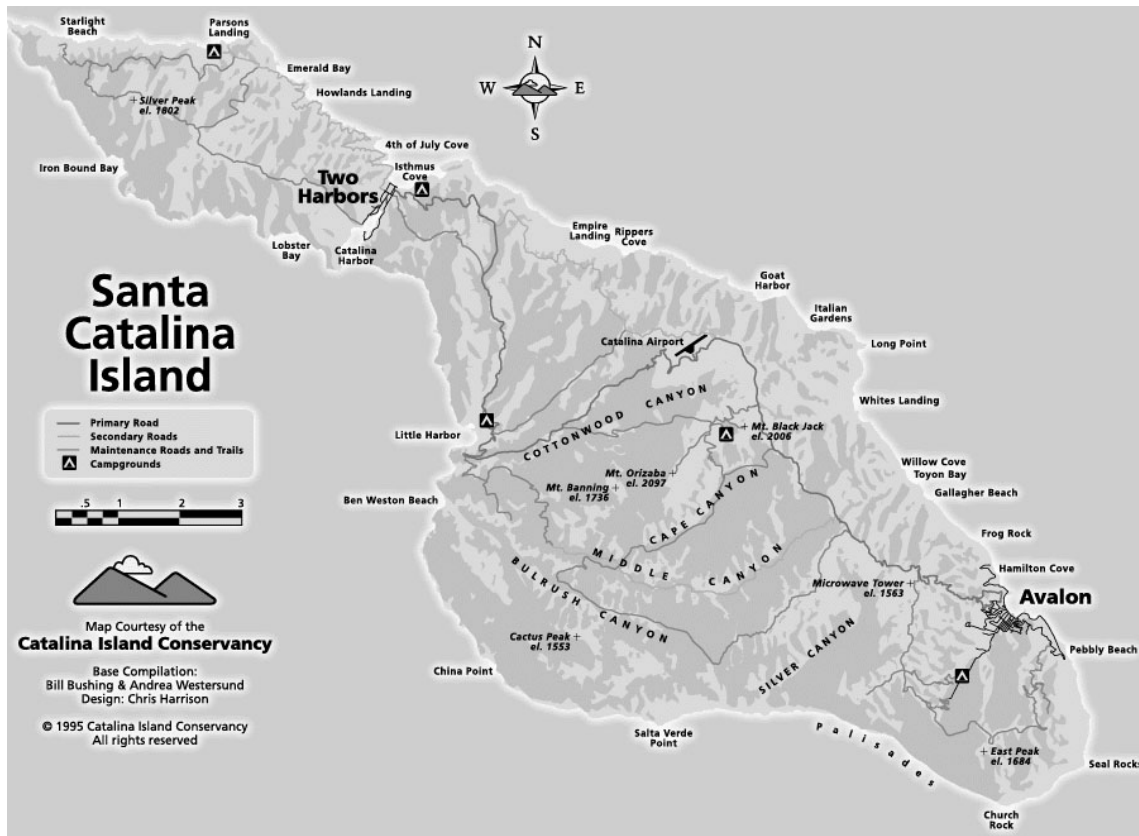 Starlight
Beach
Parsons
Landing
Emerald Bay
Howlands Landing
Silver Peak
el. 1802
N
W
E
S
4th of July Cove
Isthmus
Cove
Iron Bound Bay
Two
Harbors
Lobster
Bay
Catalina
Harbor
Empire
Landing
Rippers
Cove
Goat
Harbor
Italian
Gardens
Long Point
Santa
Catalina
Island
Catalina Airport
Whites Landing
COTTONWOOD CANYON
Primary Road
Secondary Roads
Maintenance Roads and Trails
Campgrounds
Little Harbor
Mt. Black Jack
el. 2006
Mt. Orizaba
el. 2097
Mt. Banning
el. 1736
Willow Cove
Toyon Bay
Gallagher Beach
Ben Weston Beach
.5 1 2 3
CAPE CANYON
Frog Rock
MIDDLE CANYON
BULRUSH CANYON
Hamilton Cove
Microwave Tower
el. 1563
Avalon
Map Courtesy of the
Catalina Island Conservancy
Base Compilation:
Bill Bushing & Andrea Westersund
Design: Chris Harrison
© 1995 Catalina Island Conservancy
All rights reserved
Cactus Peak
el. 1553
SILVER CANYON
Pebbly Beach
China Point
Salta Verde
Point
Palisades
East Peak
el. 1684
Seal Rocks
Church
Rock